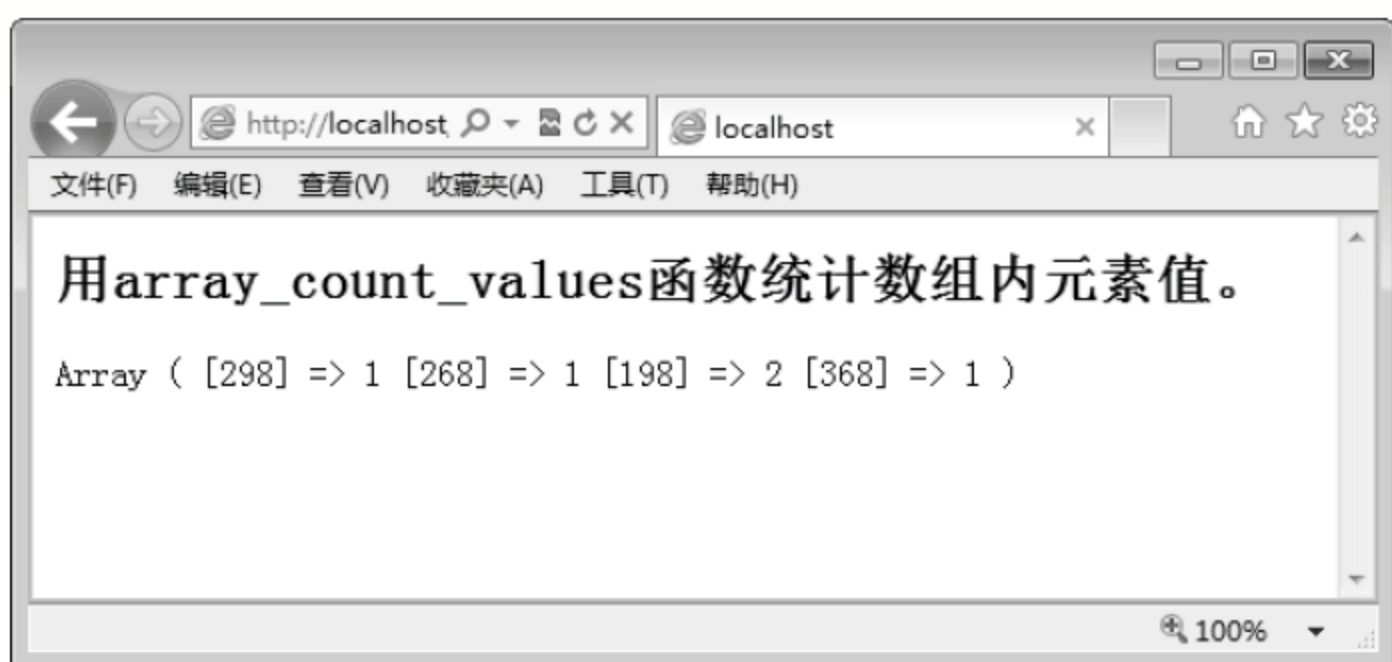 http://localhost
localhost
文件(F) 编辑(E) 查看(V) 收藏夹(A) 工具(T) 帮助(H)
用array_count_values函数统计数组内元素值。
Array ( [298] => 1 [268] => 1 [198] => 2 [368] => 1 )
100%